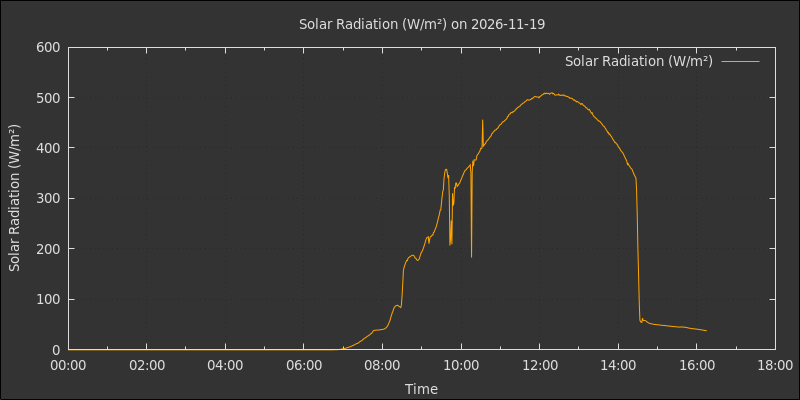 Solar Radiation (W/m²) on 2026-11-19
Solar Radiation (W/m²)
Solar Radiation (W/m²)
600
500
400
300
200
100
0
00:00 02:00 04:00 06:00 08:00 10:00 12:00 14:00 16:00 18:00
Time